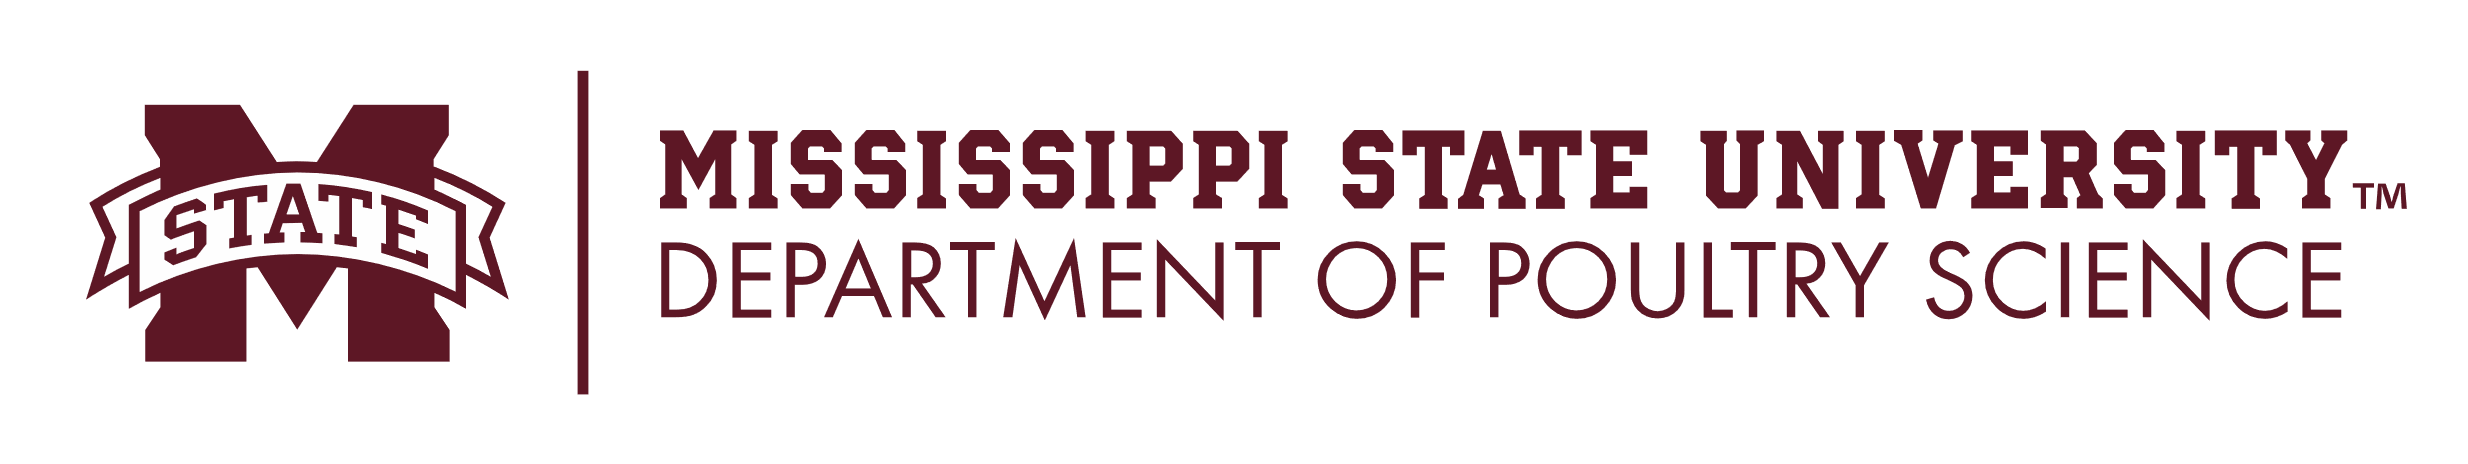 STATE
MISSISSIPPI STATE UNIVERSITY™
DEPARTMENT OF POULTRY SCIENCE